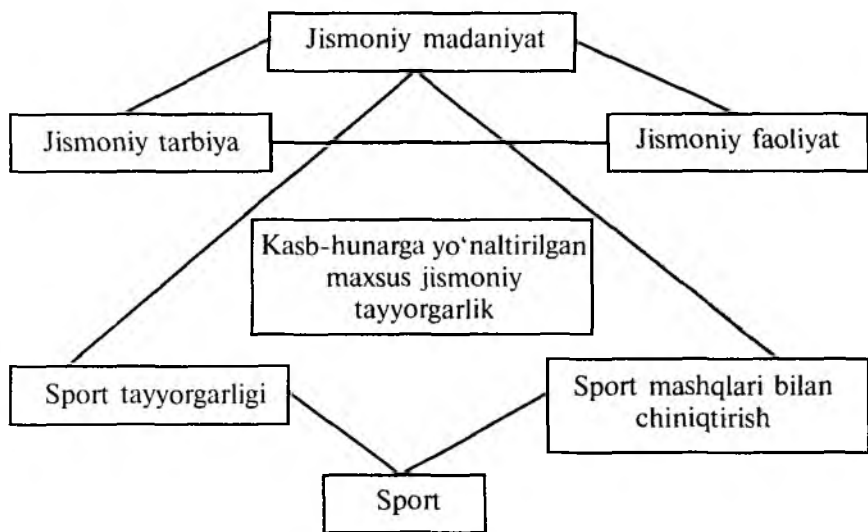 Jismoniy madaniyat
Jismoniy tarbiya
Jismoniy faoliyat
Kasb-hunarga yo‘naltirilgan
maxsus jismoniy
tayyorgarlik
Sport tayyorgarligi
Sport mashqlari bilan
chiniqtirish
Sport